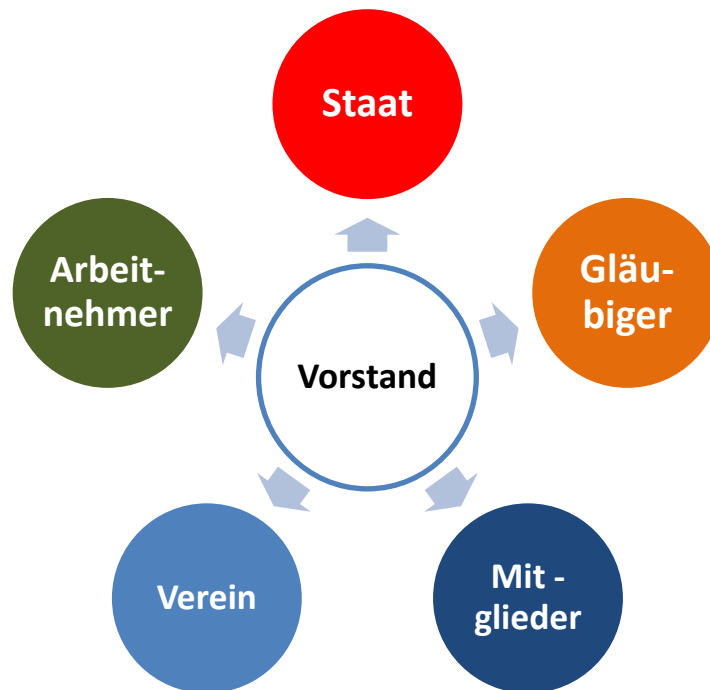 Staat
Arbeit-
nehmer
Gläu-
biger
Vorstand
Verein
Mit -
glieder